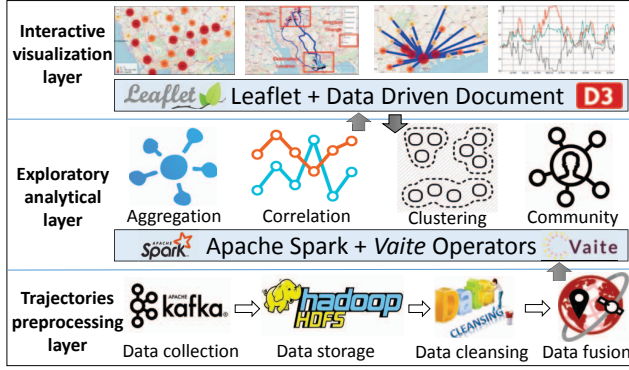 Interactive
visualization
layer
Leaflet Leaflet + Data Driven Document D3
Exploratory
analytical
layer
Aggregation Correlation Clustering Community
APACHE
Spark Apache Spark + Vaite Operators Vaite
Trajectories
preprocessing
layer
APACHE
kafka®
hadoop
HDFS
Data
CLEANSING
Data collection Data storage Data cleansing Data fusion